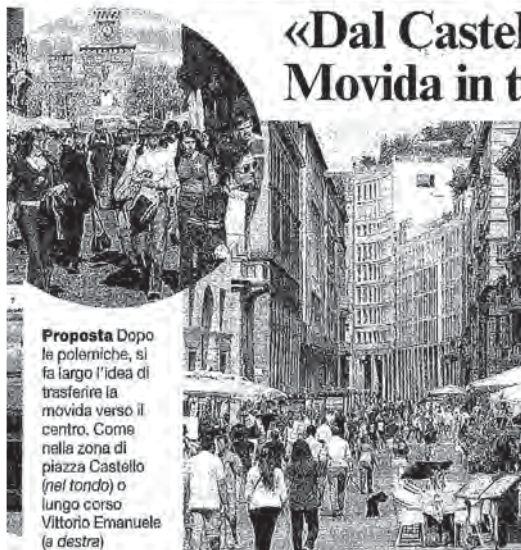 «Dal Castel
Movida in t
Proposta Dopo
le polemiche, si
fa largo l'idea di
trasferire la
movida verso il
centro. Come
nella zona di
piazza Castello
(nel tondo) o
lungo corso
Vittorio Emanuele
(a destra)